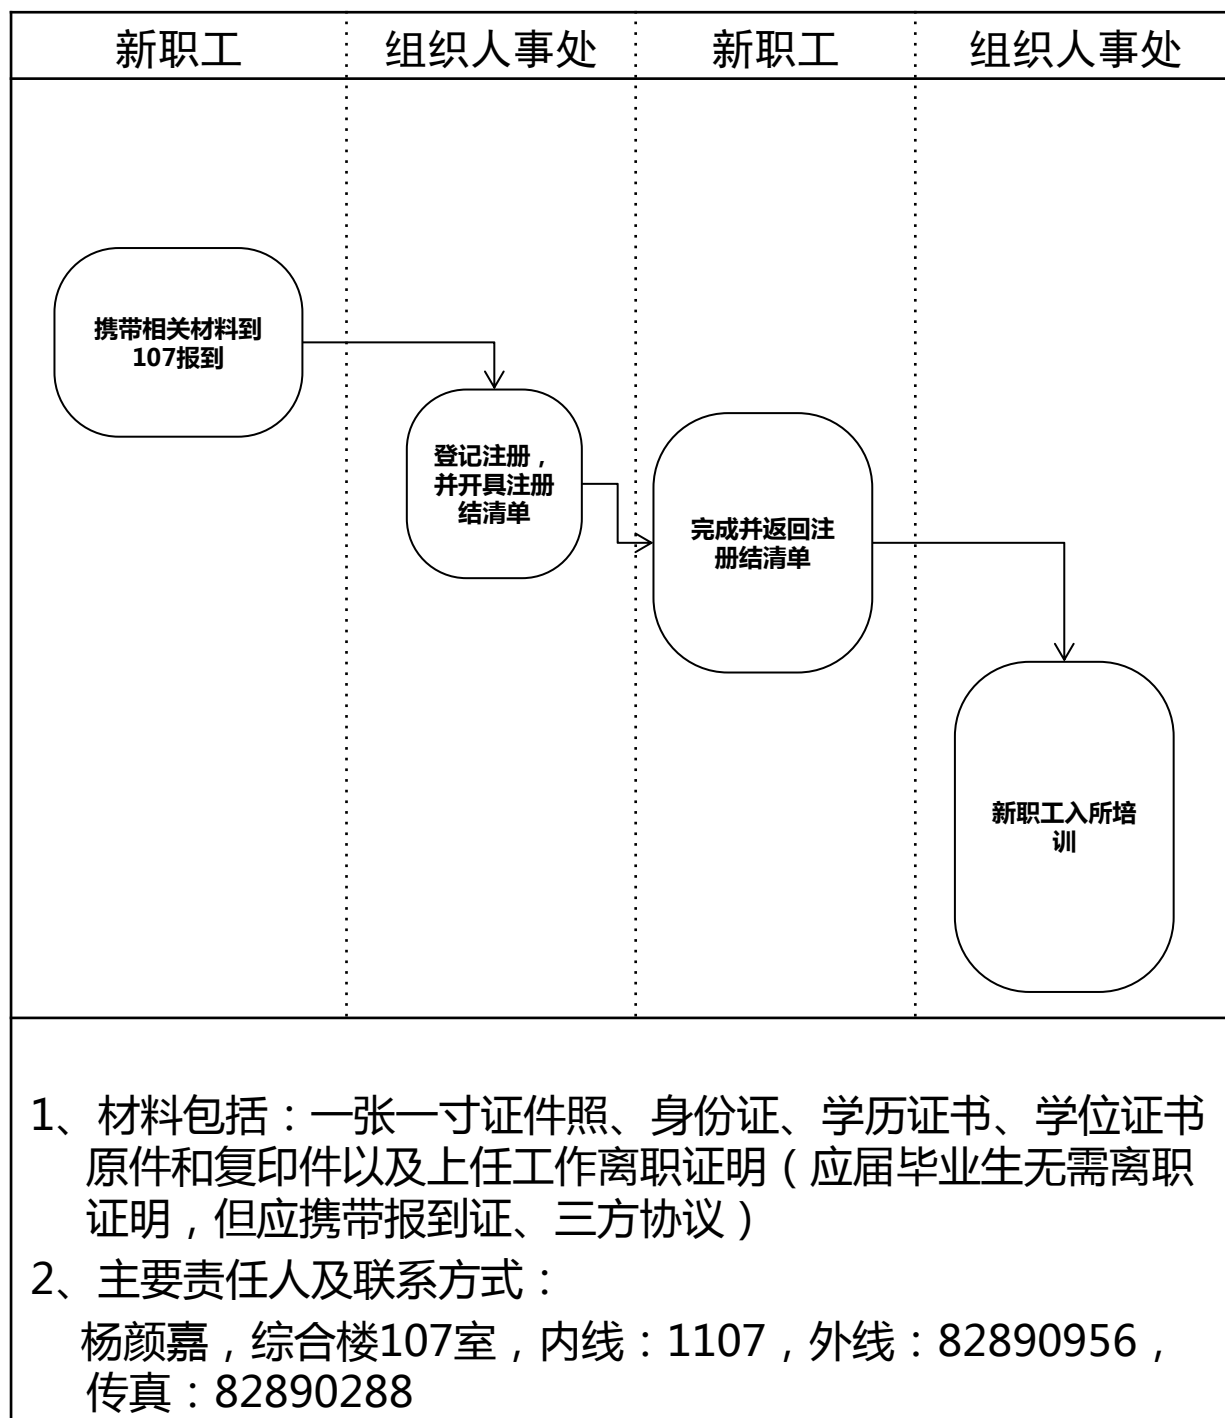 新职工
组织人事处
新职工
组织人事处
携带相关材料到
107报到
登记注册，
并开具注册
结清单
完成并返回注
册结清单
新职工入所培
训
1、材料包括：一张一寸证件照、身份证、学历证书、学位证书
原件和复印件以及上任工作离职证明（应届毕业生无需离职
证明，但应携带报到证、三方协议）
2、主要责任人及联系方式：
杨颜嘉，综合楼107室，内线：1107，外线：82890956，
传真：82890288